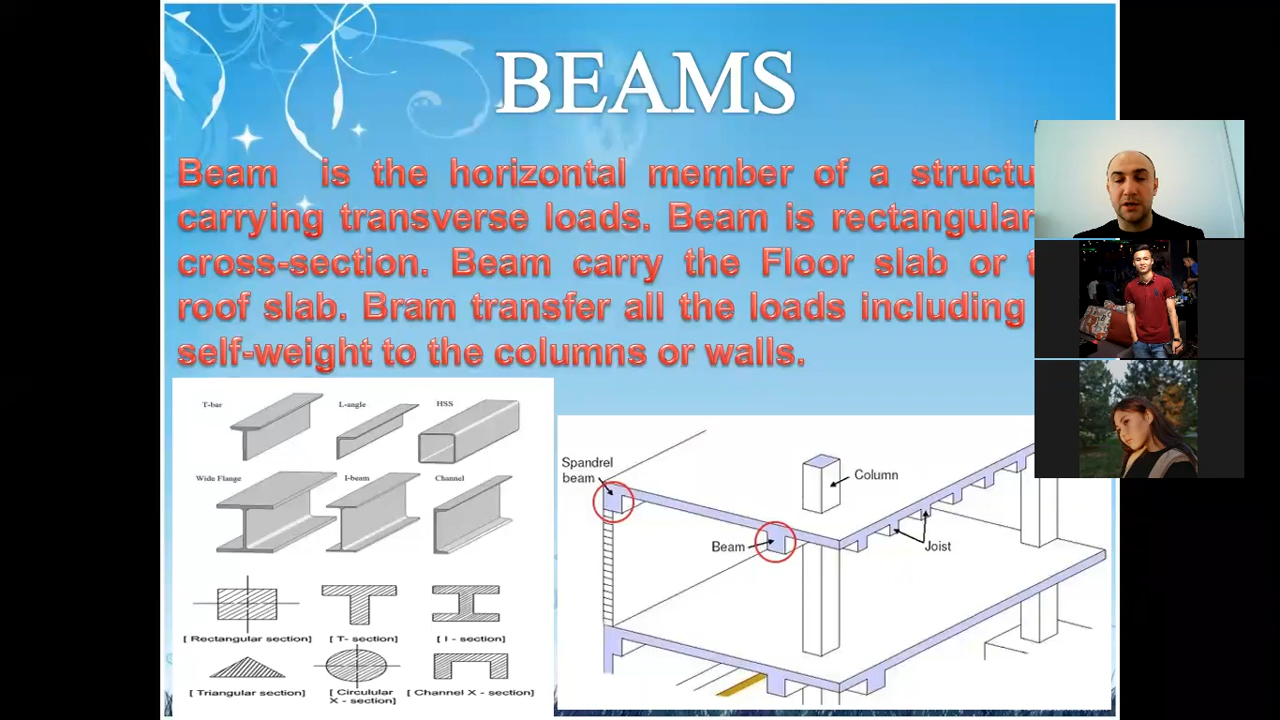 BEAMS
Beam is the horizontal member of a structu
carrying transverse loads. Beam is rectangular
cross-section. Beam carry the Floor slab or t
roof slab. Bram transfer all the loads including
self-weight to the columns or walls.
T-bar
L-angle
HSS
Wide Flange
I-beam
Channel
[ Rectangular section]
[ T- section]
[ I - section]
[ Triangular section]
[ Circulular
X - section]
[ Channel X - section]
Spandrel
beam
Column
Beam
Joist